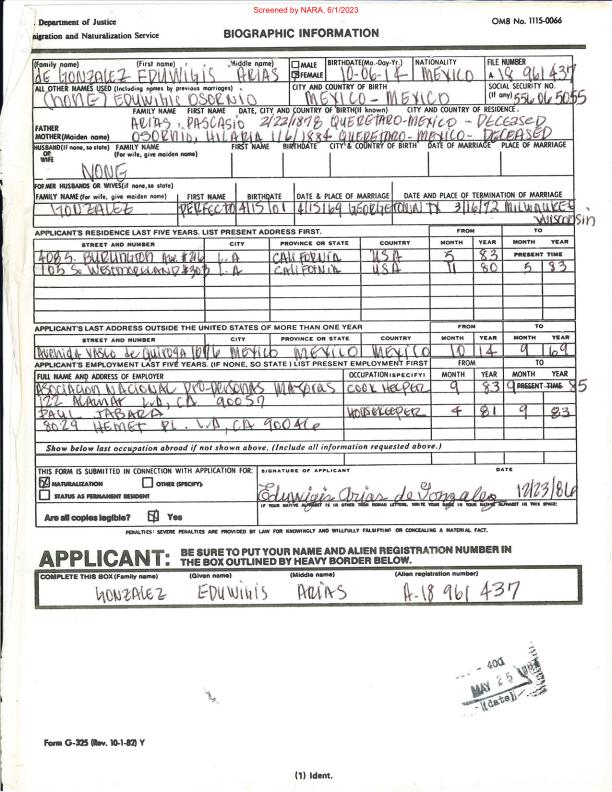 Screened by NARA, 6/1/2023
. Department of Justice
OMB No. 1115-0066
migration and Naturalization Service
BIOGRAPHIC INFORMATION
(Family name) (First name) (Middle name) MALE FEMALE BIRTHDATE(Mo.-Day-Yr.) NATIONALITY FILE NUMBER
de GONZALEZ EDUWIGIS ARIAS 10-06-14 MEXICO A 18 961 437
ALL OTHER NAMES USED (Including names by previous marriages) CITY AND COUNTRY OF BIRTH SOCIAL SECURITY NO. (If any)
(NONE) EDUWIGIS OSORNIO MEXICO - MEXICO 556 06 5055
FAMILY NAME FIRST NAME DATE, CITY AND COUNTRY OF BIRTH(If known) CITY AND COUNTRY OF RESIDENCE.
FATHER ARIAS, PASCASIO 2/22/1878 QUERETARO-MEXICO - DECEASED
MOTHER(Maiden name) OSORNIO, HILARIA 1/6/1884 QUERETARO-MEXICO- DECEASED
HUSBAND(If none, so state) OR WIFE FAMILY NAME (For wife, give maiden name) FIRST NAME BIRTHDATE CITY & COUNTRY OF BIRTH DATE OF MARRIAGE PLACE OF MARRIAGE
NONE
FORMER HUSBANDS OR WIVES(if none, so state)
FAMILY NAME (For wife, give maiden name) FIRST NAME BIRTHDATE DATE & PLACE OF MARRIAGE DATE AND PLACE OF TERMINATION OF MARRIAGE
GONZALEZ PERFECTO 4/15/01 4/15/69 GEORGETOWN TX 3/16/72 MILWAUKEE
Wisconsin
APPLICANT'S RESIDENCE LAST FIVE YEARS. LIST PRESENT ADDRESS FIRST. FROM TO
STREET AND NUMBER CITY PROVINCE OR STATE COUNTRY MONTH YEAR MONTH YEAR
408 S. BURLINGTON Ave. #216 L.A CALIFORNIA USA 5 83 PRESENT TIME
105 So WESTMORELAND #303 L.A CALIFORNIA USA 11 80 5 83
APPLICANT'S LAST ADDRESS OUTSIDE THE UNITED STATES OF MORE THAN ONE YEAR FROM TO
STREET AND NUMBER CITY PROVINCE OR STATE COUNTRY MONTH YEAR MONTH YEAR
AVENIDA VASCO de QUIROGA MEXICO MEXICO MEXICO 10 14 9 69
APPLICANT'S EMPLOYMENT LAST FIVE YEARS. (IF NONE, SO STATE) LIST PRESENT EMPLOYMENT FIRST FROM TO
FULL NAME AND ADDRESS OF EMPLOYER OCCUPATION(SPECIFY) MONTH YEAR MONTH YEAR
ASOCIACION NACIONAL PRO-PERSONAS MAYORES COOK HELPER 9 83 9 PRESENT TIME 85
L.A, CA 90057
PAUL JABARA HOUSEKEEPER 4 81 9 83
8029 HEMET PL. L.A, CA 90046
Show below last occupation abroad if not shown above. (Include all information requested above.)
THIS FORM IS SUBMITTED IN CONNECTION WITH APPLICATION FOR: SIGNATURE OF APPLICANT DATE
NATURALIZATION OTHER (SPECIFY):
STATUS AS PERMANENT RESIDENT
Eduwigis Arias de Gonzalez 12/23/86
IF YOUR NATIVE ALPHABET IS IN OTHER THAN ROMAN LETTERS, WRITE YOUR NAME IN YOUR NATIVE ALPHABET IN THIS SPACE:
Are all copies legible? Yes
PENALTIES: SEVERE PENALTIES ARE PROVIDED BY LAW FOR KNOWINGLY AND WILLFULLY FALSIFYING OR CONCEALING A MATERIAL FACT.
APPLICANT: BE SURE TO PUT YOUR NAME AND ALIEN REGISTRATION NUMBER IN
THE BOX OUTLINED BY HEAVY BORDER BELOW.
COMPLETE THIS BOX (Family name) (Given name) (Middle name) (Alien registration number)
GONZALEZ EDUWIGIS ARIAS A-18 961 437
MAY 25
(date)
Form G-325 (Rev. 10-1-82) Y
(1) Ident.